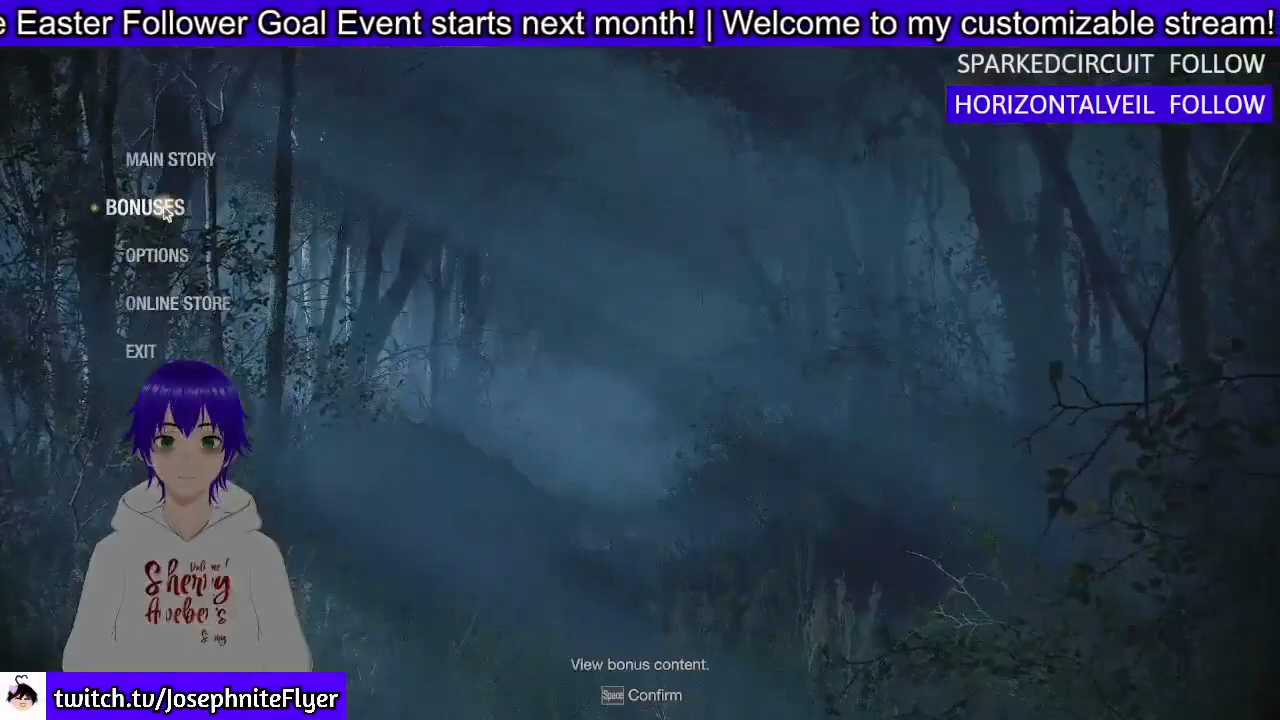 e Easter Follower Goal Event starts next month! | Welcome to my customizable stream!
SPARKEDCIRCUIT FOLLOW
HORIZONTALVEIL FOLLOW
MAIN STORY
BONUSES
OPTIONS
ONLINE STORE
EXIT
Sherry
View bonus content.
Space Confirm
twitch.tv/JosephniteFlyer